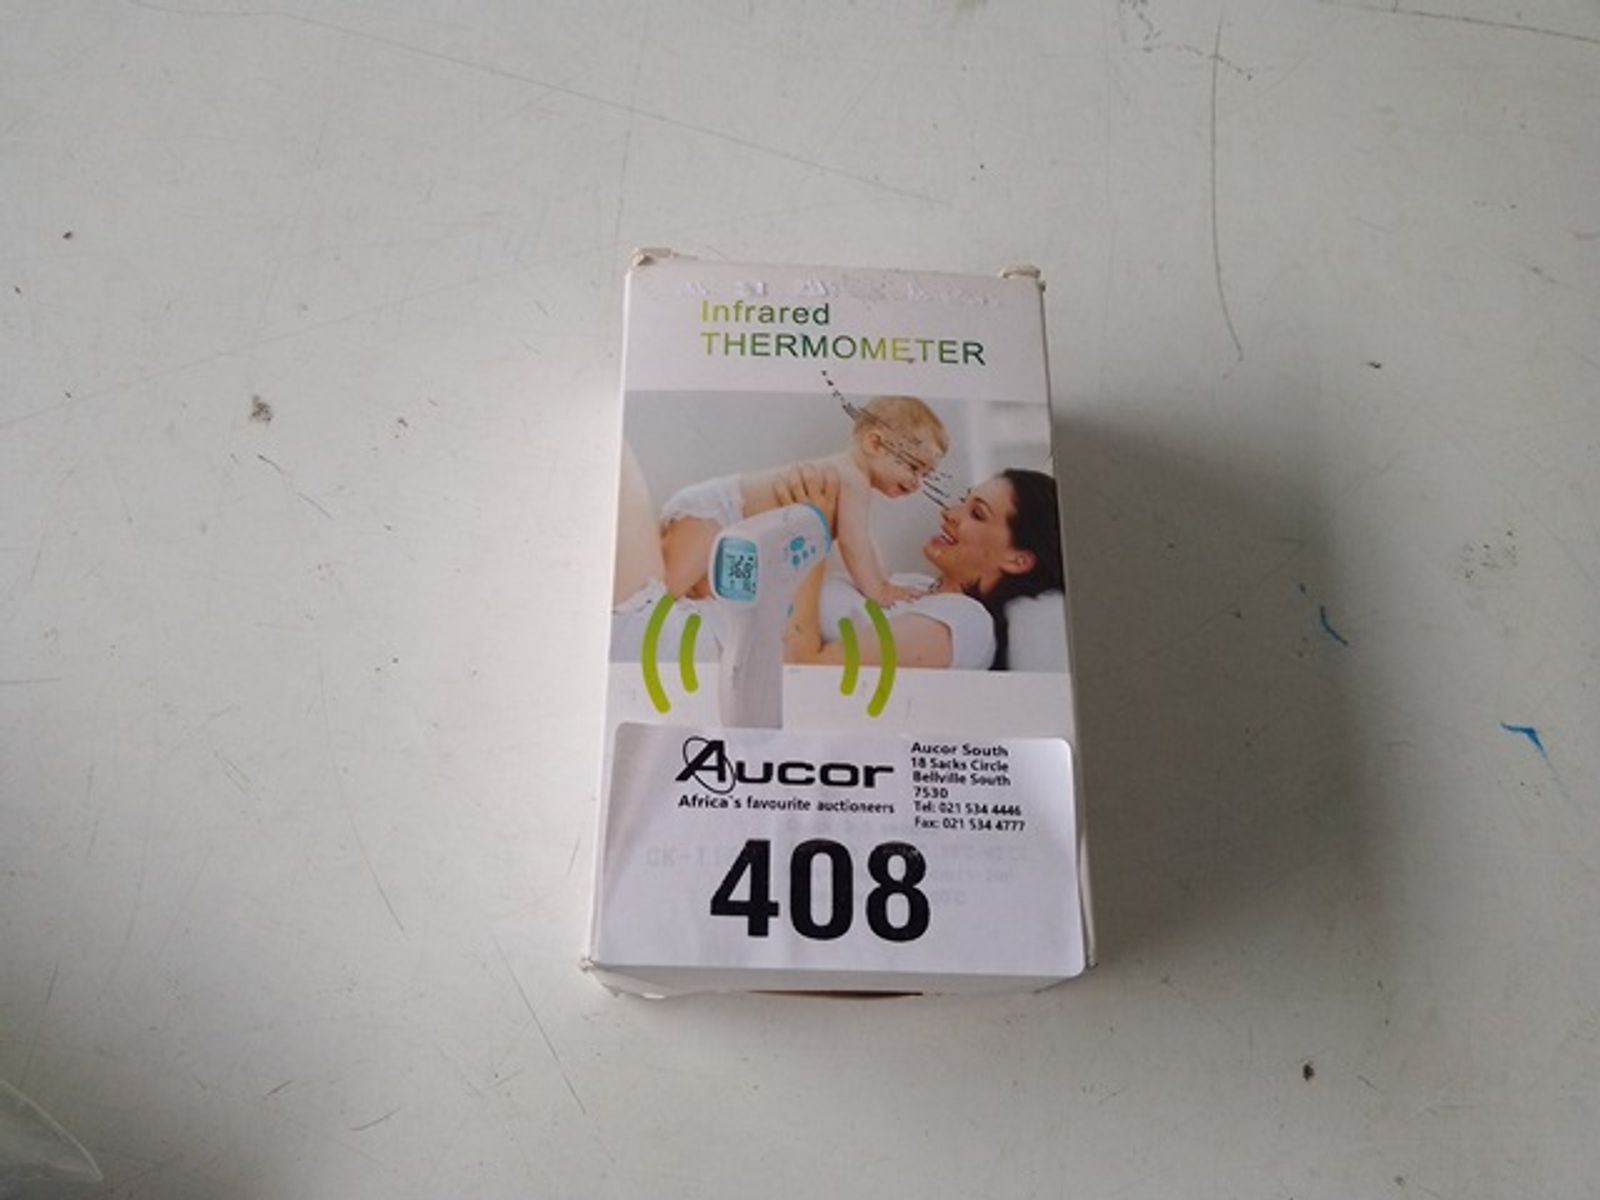 Infrared
THERMOMETER
Aucor
Africa's favourite auctioneers
Aucor South
18 Sacks Circle
Bellville South
7530
Tel: 021 534 4446
Fax: 021 534 4777
408